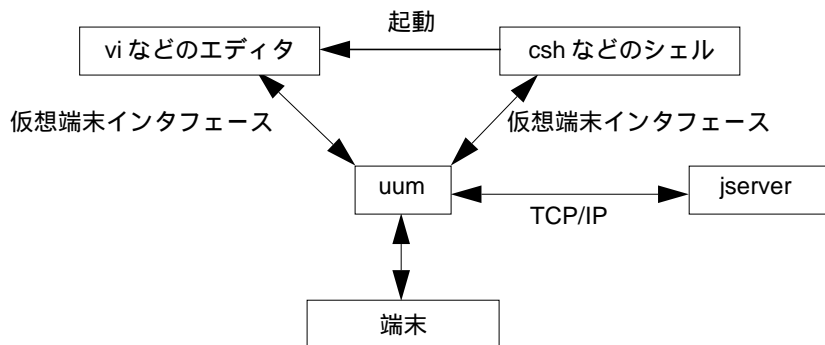 起動
vi などのエディタ
csh などのシェル
仮想端末インタフェース
仮想端末インタフェース
uum
jserver
TCP/IP
端末